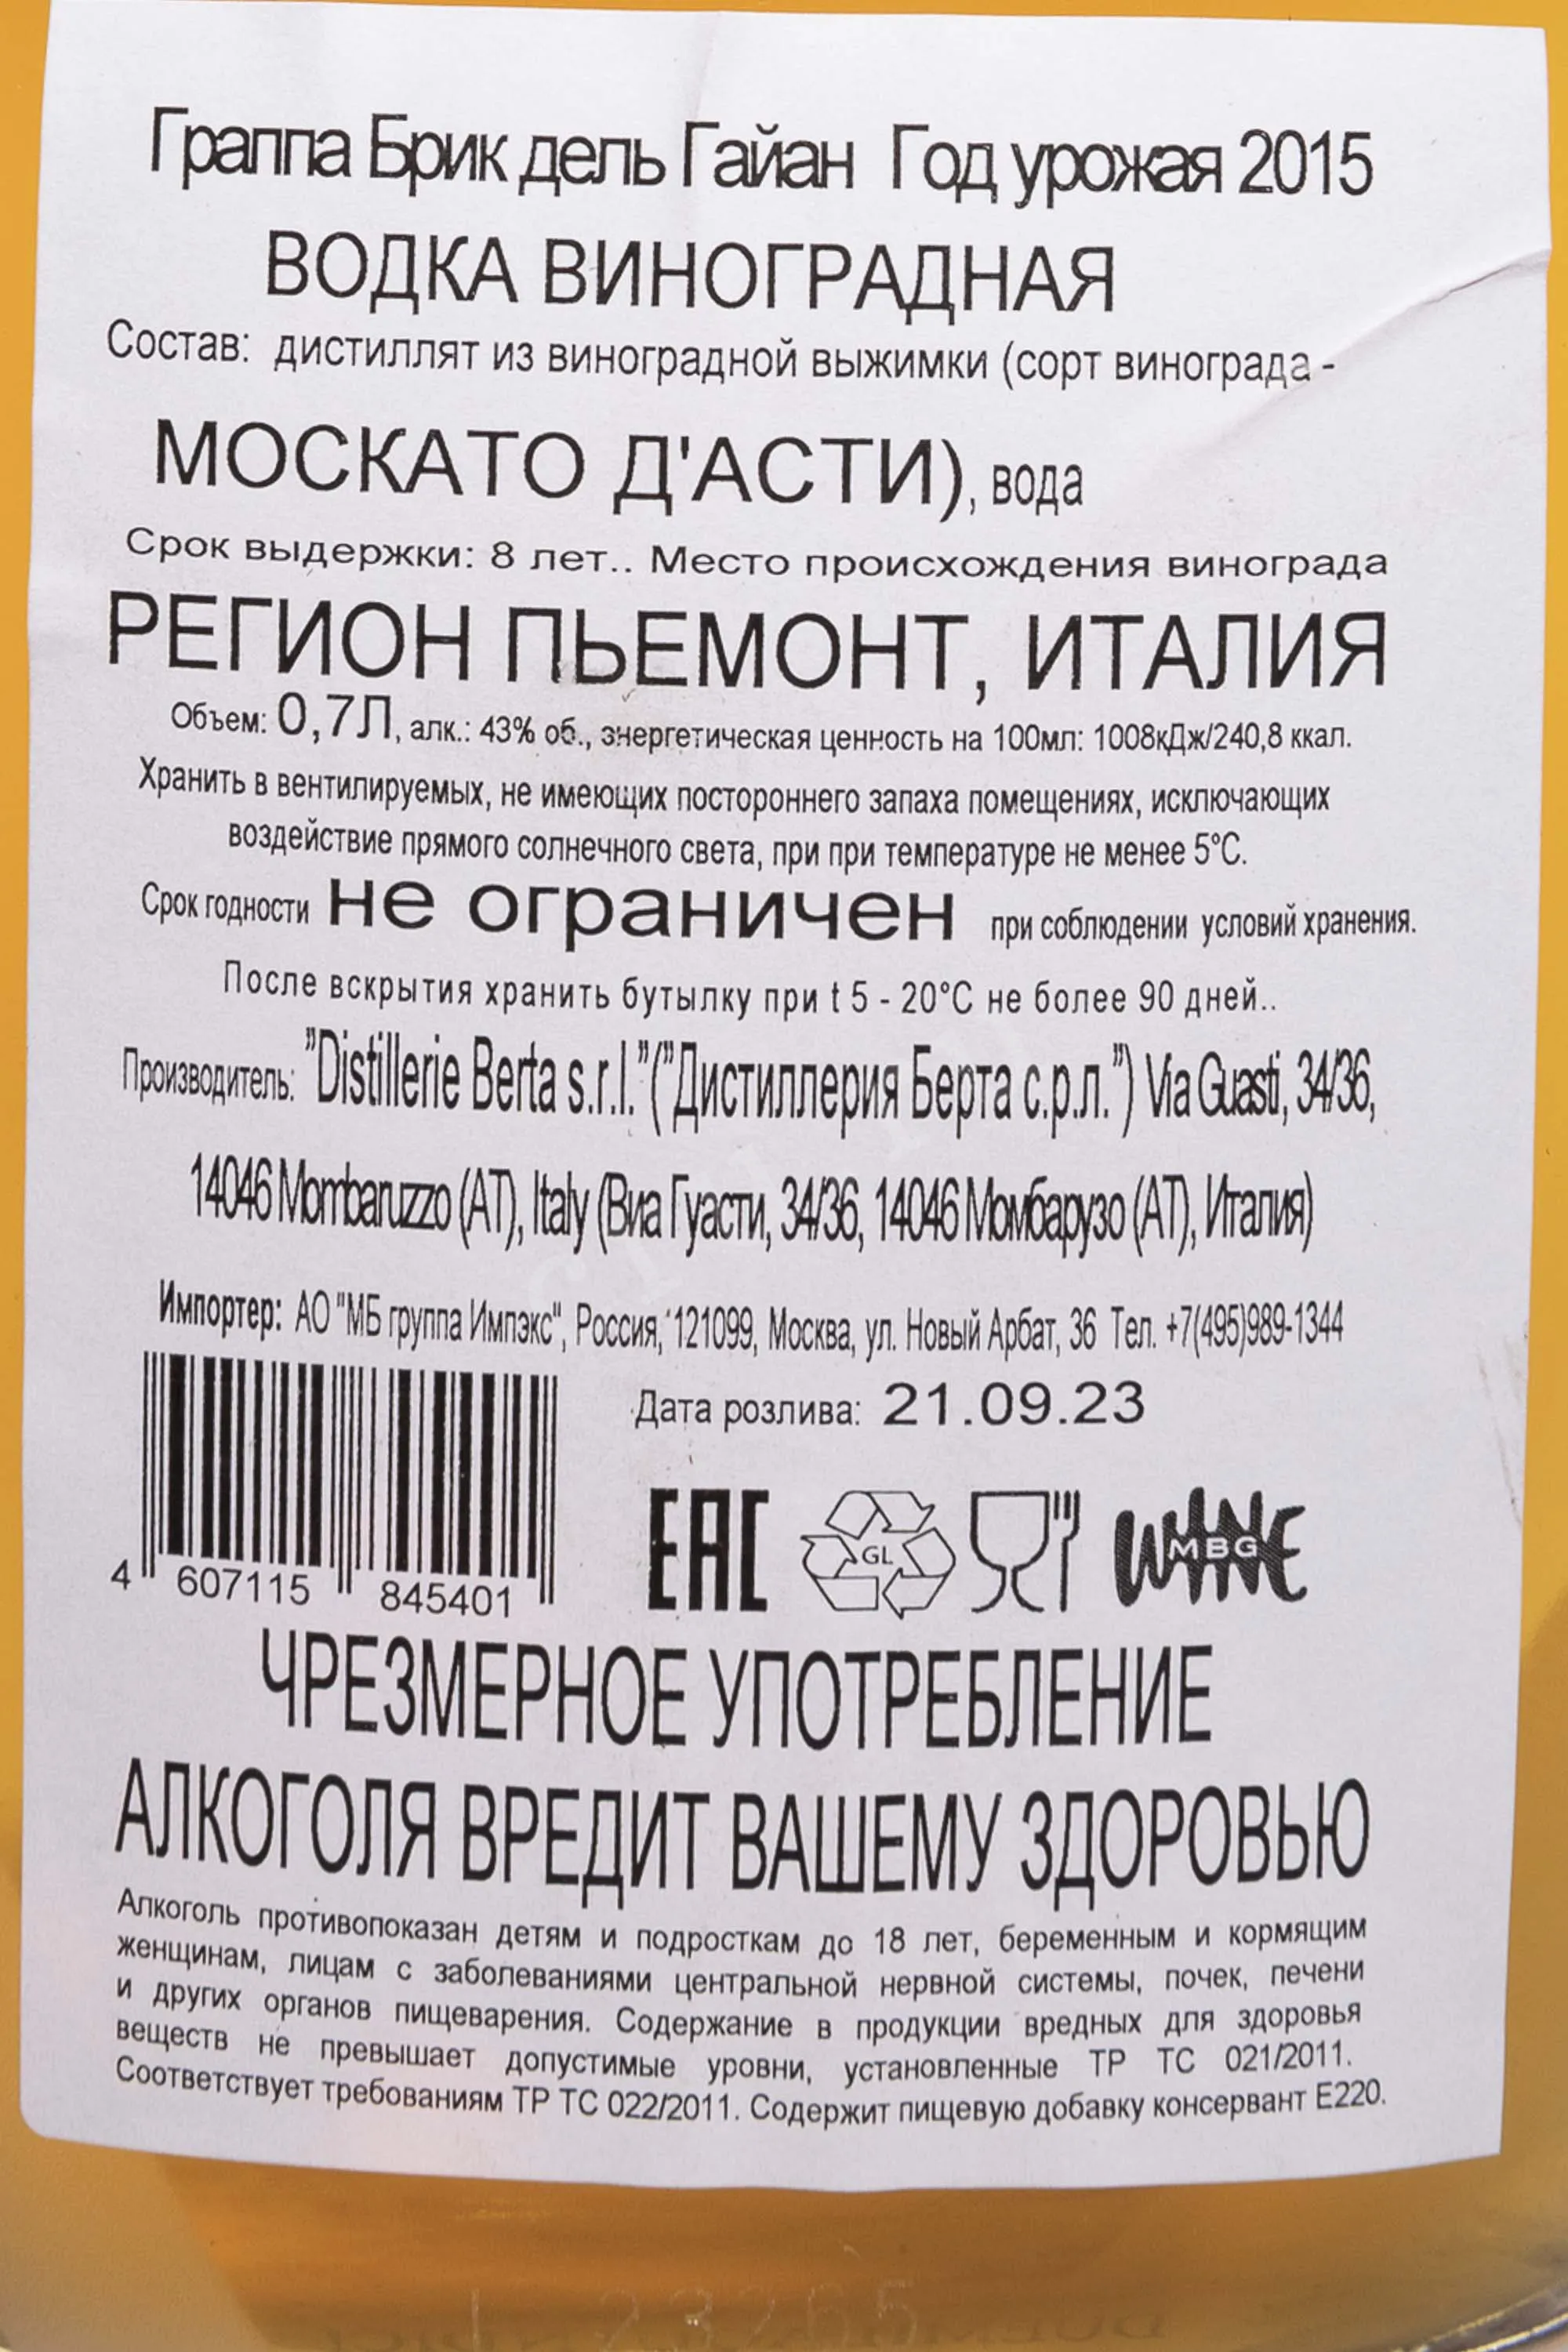 Граппа Брик дель Гайан Год урожая 2015
ВОДКА ВИНОГРАДНАЯ
Состав: дистиллят из виноградной выжимки (сорт винограда -
МОСКАТО Д'АСТИ), вода
Срок выдержки: 8 лет.. Место происхождения винограда
РЕГИОН ПЬЕМОНТ, ИТАЛИЯ
Объем: 0,7Л, алк.: 43% об., энергетическая ценность на 100мл: 1008кДж/240,8 ккал.
Хранить в вентилируемых, не имеющих постороннего запаха помещениях, исключающих
воздействие прямого солнечного света, при при температуре не менее 5°С.
Срок годности не ограничен при соблюдении условий хранения.
После вскрытия хранить бутылку при t 5 - 20°С не более 90 дней..
Производитель: "Distillerie Berta s.r.l."("Дистиллерия Берта с.р.л.") Via Guasti, 34/36,
14046 Mombaruzzo (AT), Italy (Виа Гуасти, 34/36, 14046 Момбарузо (АТ), Италия)
Импортер: АО "МБ группа Импэкс", Россия, 121099, Москва, ул. Новый Арбат, 36 Тел. +7(495)989-1344
Дата розлива: 21.09.23
4 607115 845401
EAC GL WINE MBG
ЧРЕЗМЕРНОЕ УПОТРЕБЛЕНИЕ
АЛКОГОЛЯ ВРЕДИТ ВАШЕМУ ЗДОРОВЬЮ
Алкоголь противопоказан детям и подросткам до 18 лет, беременным и кормящим
женщинам, лицам с заболеваниями центральной нервной системы, почек, печени
и других органов пищеварения. Содержание в продукции вредных для здоровья
веществ не превышает допустимые уровни, установленные ТР ТС 021/2011.
Соответствует требованиям ТР ТС 022/2011. Содержит пищевую добавку консервант Е220.